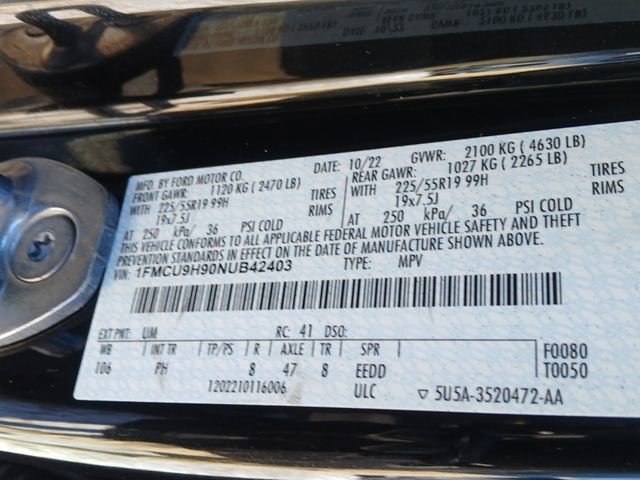 MFD. BY FORD MOTOR CO.
DATE: 10/22 GVWR: 2100 KG ( 4630 LB)
FRONT GAWR: 1120 KG ( 2470 LB) REAR GAWR: 1027 KG ( 2265 LB)
WITH 225/55R19 99H TIRES WITH 225/55R19 99H TIRES
19x7.5J RIMS 19x7.5J RIMS
AT 250 kPa/ 36 PSI COLD AT 250 kPa/ 36 PSI COLD
THIS VEHICLE CONFORMS TO ALL APPLICABLE FEDERAL MOTOR VEHICLE SAFETY AND THEFT
PREVENTION STANDARDS IN EFFECT ON THE DATE OF MANUFACTURE SHOWN ABOVE.
VIN: 1FMCU9H90NUB42403 TYPE: MPV
EXT PNT: UM RC: 41 DSO:
WB INT TR TP/PS R AXLE TR SPR F0080
106 PH 8 47 8 EEDD T0050
1202210116006 ULC ▽ 5U5A-3520472-AA